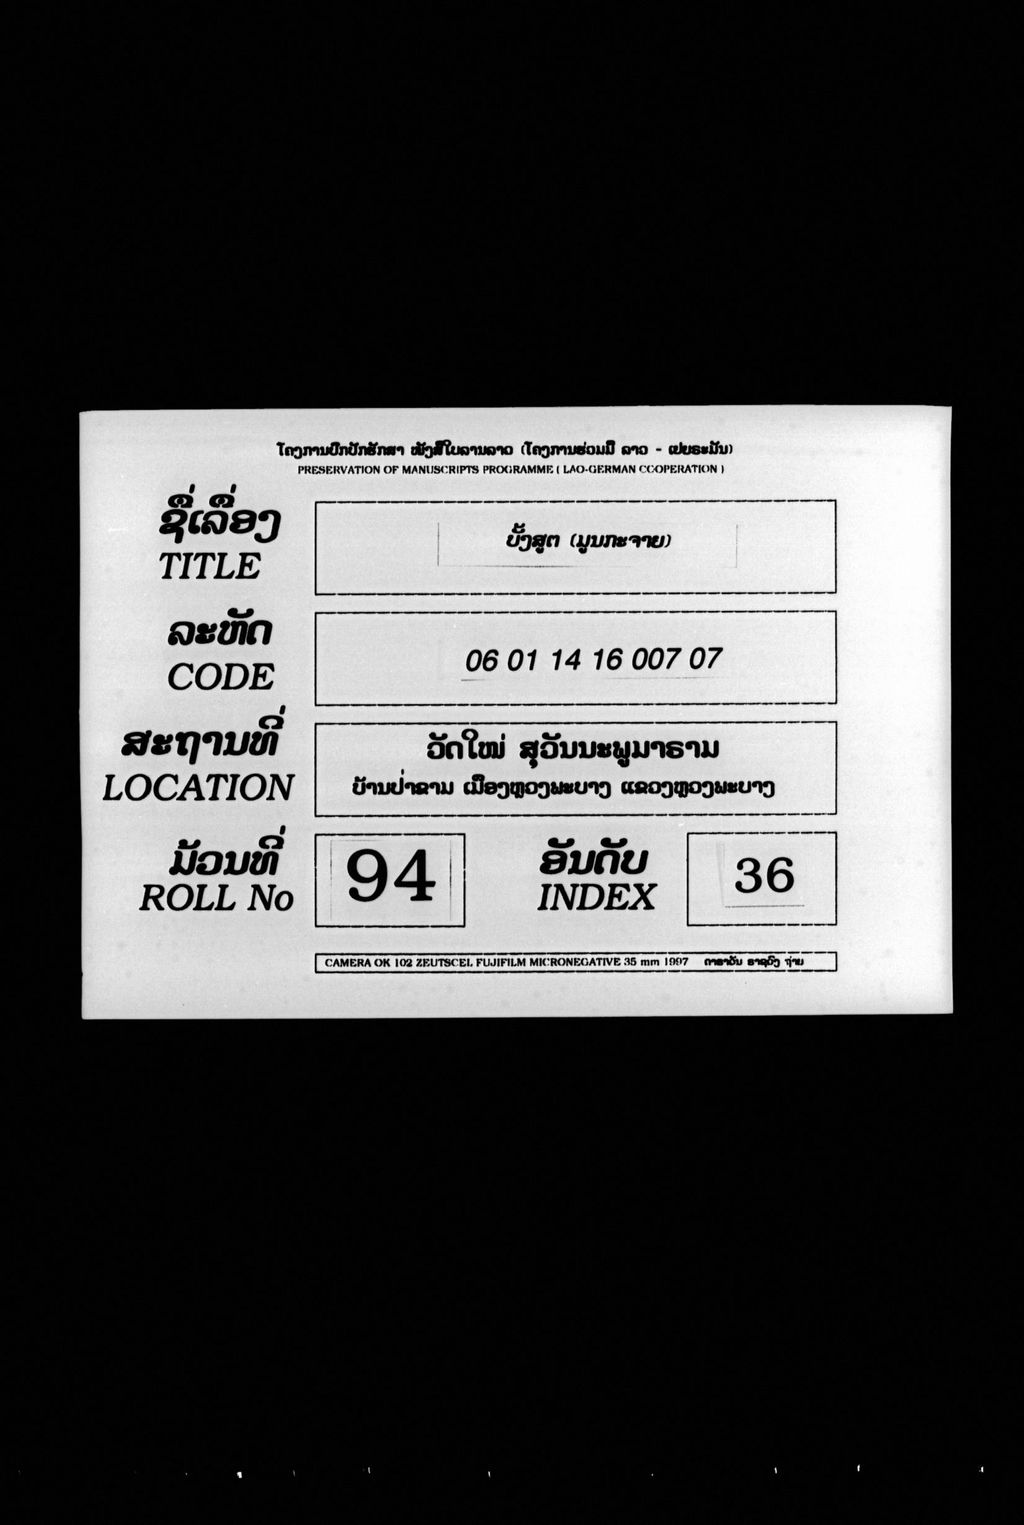 ໂຄງການປົກປັກຮັກສາ ໜັງສືໃບລານລາວ (ໂຄງການຮ່ວມມື ລາວ - ເຢຍຣະມັນ)
PRESERVATION OF MANUSCRIPTS PROGRAMME ( LAO-GERMAN COOPERATION )
ຊື່ເລື່ອງ
TITLE
ບັ້ງສູຕ (ມູນກະຈາຍ)
ລະຫັດ
CODE
06 01 14 16 007 07
ສະຖານທີ່
LOCATION
ວັດໃໝ່ ສຸວັນນະພູມາຣາມ
ບ້ານປ່າຂາມ ເມືອງຫຼວງພະບາງ ແຂວງຫຼວງພະບາງ
ມ້ວນທີ່
ROLL No
94
ອັນດັບ
INDEX
36
CAMERA OK 102 ZEUTSCEL FUJIFILM MICRONEGATIVE 35 mm 1997